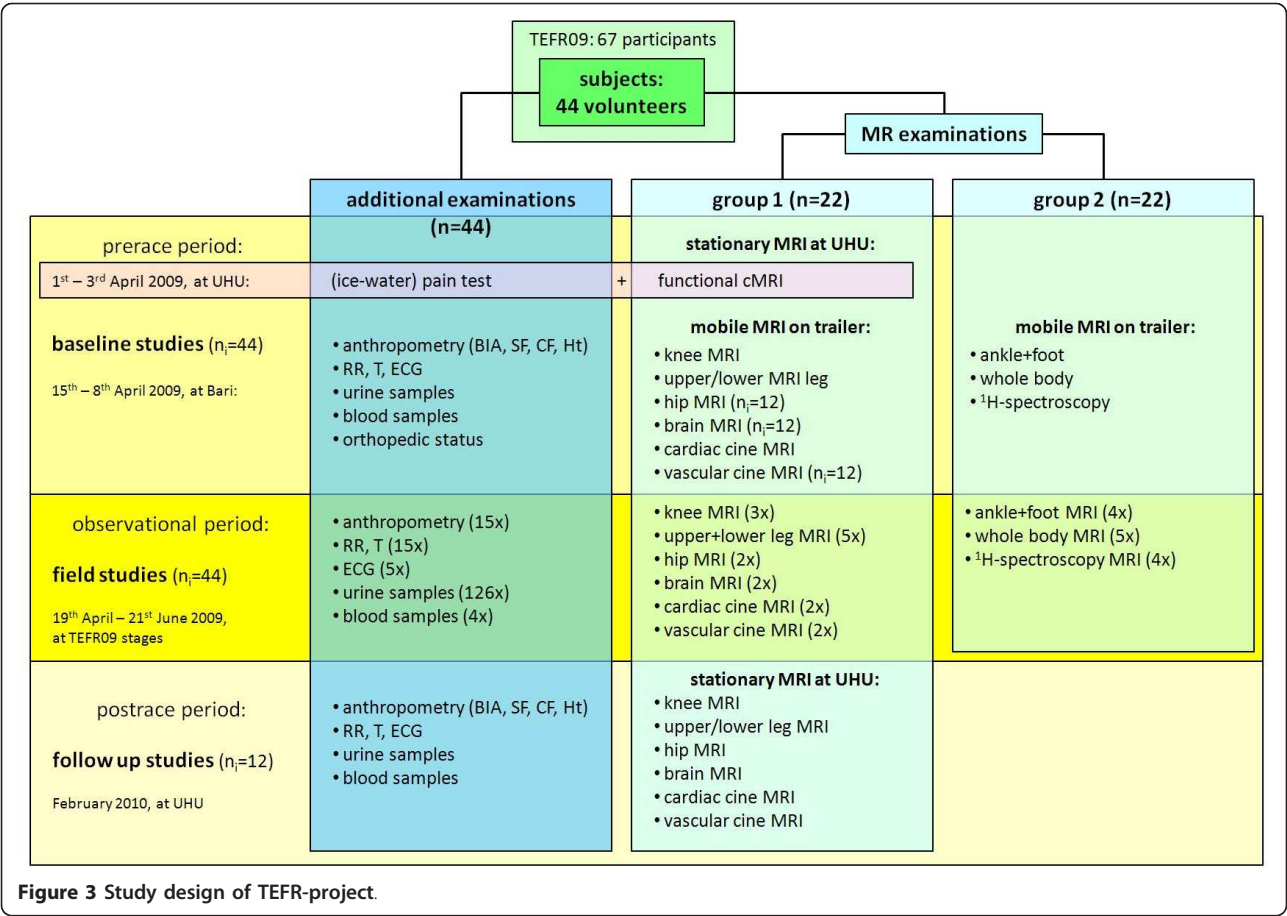 TEFR09: 67 participants
subjects:
44 volunteers
MR examinations
additional examinations
(n=44)
group 1 (n=22)
group 2 (n=22)
prerace period:
stationary MRI at UHU:
1st – 3rd April 2009, at UHU:
(ice-water) pain test
+
functional cMRI
baseline studies (ni=44)
15th – 8th April 2009, at Bari:
• anthropometry (BIA, SF, CF, Ht)
• RR, T, ECG
• urine samples
• blood samples
• orthopedic status
mobile MRI on trailer:
• knee MRI
• upper/lower MRI leg
• hip MRI (ni=12)
• brain MRI (ni=12)
• cardiac cine MRI
• vascular cine MRI (ni=12)
mobile MRI on trailer:
• ankle+foot
• whole body
• 1H-spectroscopy
observational period:
field studies (ni=44)
19th April – 21st June 2009,
at TEFR09 stages
• anthropometry (15x)
• RR, T (15x)
• ECG (5x)
• urine samples (126x)
• blood samples (4x)
• knee MRI (3x)
• upper+lower leg MRI (5x)
• hip MRI (2x)
• brain MRI (2x)
• cardiac cine MRI (2x)
• vascular cine MRI (2x)
• ankle+foot MRI (4x)
• whole body MRI (5x)
• 1H-spectroscopy MRI (4x)
postrace period:
follow up studies (ni=12)
February 2010, at UHU
• anthropometry (BIA, SF, CF, Ht)
• RR, T, ECG
• urine samples
• blood samples
stationary MRI at UHU:
• knee MRI
• upper/lower leg MRI
• hip MRI
• brain MRI
• cardiac cine MRI
• vascular cine MRI
Figure 3 Study design of TEFR-project.